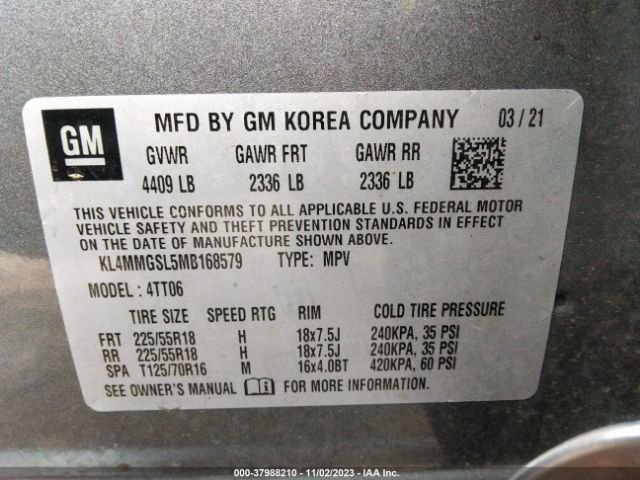 GM
MFD BY GM KOREA COMPANY 03 / 21
GVWR GAWR FRT GAWR RR
4409 LB 2336 LB 2336 LB
THIS VEHICLE CONFORMS TO ALL APPLICABLE U.S. FEDERAL MOTOR
VEHICLE SAFETY AND THEFT PREVENTION STANDARDS IN EFFECT
ON THE DATE OF MANUFACTURE SHOWN ABOVE.
KL4MMGSL5MB168579 TYPE: MPV
MODEL : 4TT06
TIRE SIZE SPEED RTG RIM COLD TIRE PRESSURE
FRT 225/55R18 H 18x7.5J 240KPA, 35 PSI
RR 225/55R18 H 18x7.5J 240KPA, 35 PSI
SPA T125/70R16 M 16x4.0BT 420KPA, 60 PSI
SEE OWNER'S MANUAL FOR MORE INFORMATION.
000-37988210 - 11/02/2023 - IAA Inc.